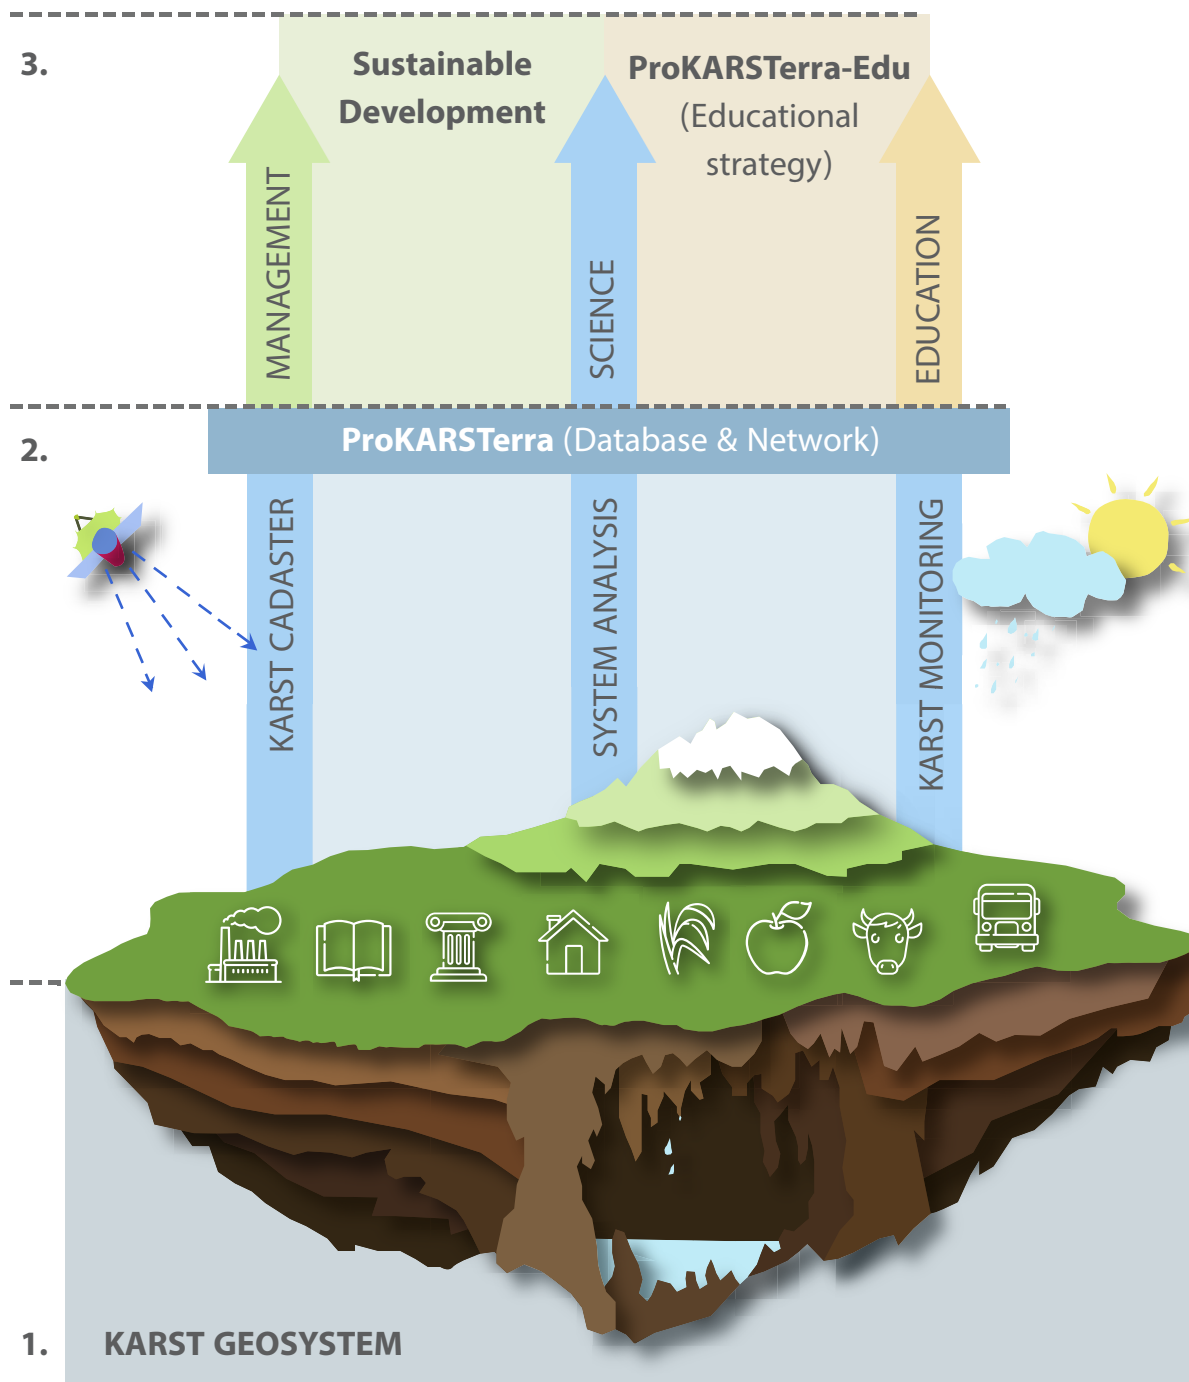 3.
Sustainable
Development
ProKARSTerra-Edu
(Educational
strategy)
MANAGEMENT
SCIENCE
EDUCATION
2.
ProKARSTerra (Database & Network)
KARST CADASTER
SYSTEM ANALYSIS
KARST MONITORING
1.
KARST GEOSYSTEM